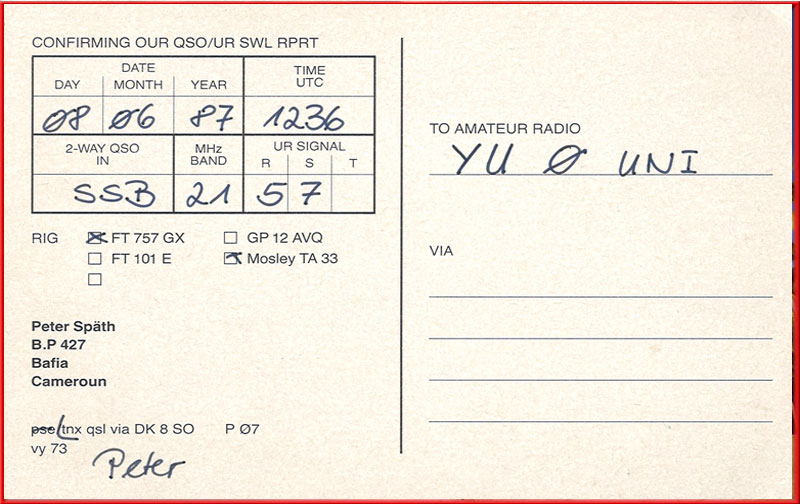 CONFIRMING OUR QSO/UR SWL RPRT
DATE
DAY MONTH YEAR
TIME
UTC
Ø8 Ø6 87 1236
2-WAY QSO
IN
MHz
BAND
UR SIGNAL
R S T
SSB 21 5 7
RIG FT 757 GX GP 12 AVQ
FT 101 E Mosley TA 33
Peter Späth
B.P 427
Bafia
Cameroun
pse/tnx qsl via DK 8 SO P Ø7
vy 73
Peter
TO AMATEUR RADIO
YU Ø UNI
VIA